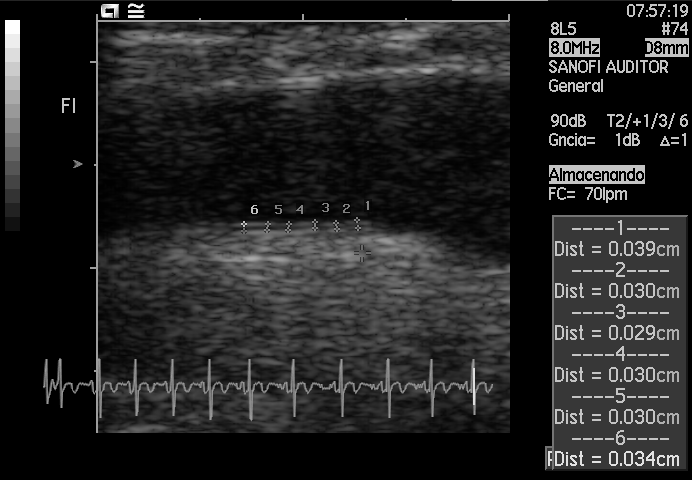 07:57:19
8L5 #74
8.0MHz D8mm
SANOFI AUDITOR
General
FI
90dB T2/+1/3/ 6
Gncia= 1dB Δ=1
Almacenando
FC= 70lpm
6 5 4 3 2 1
----1----
Dist = 0.039cm
----2----
Dist = 0.030cm
----3----
Dist = 0.029cm
----4----
Dist = 0.030cm
----5----
Dist = 0.030cm
----6----
Dist = 0.034cm